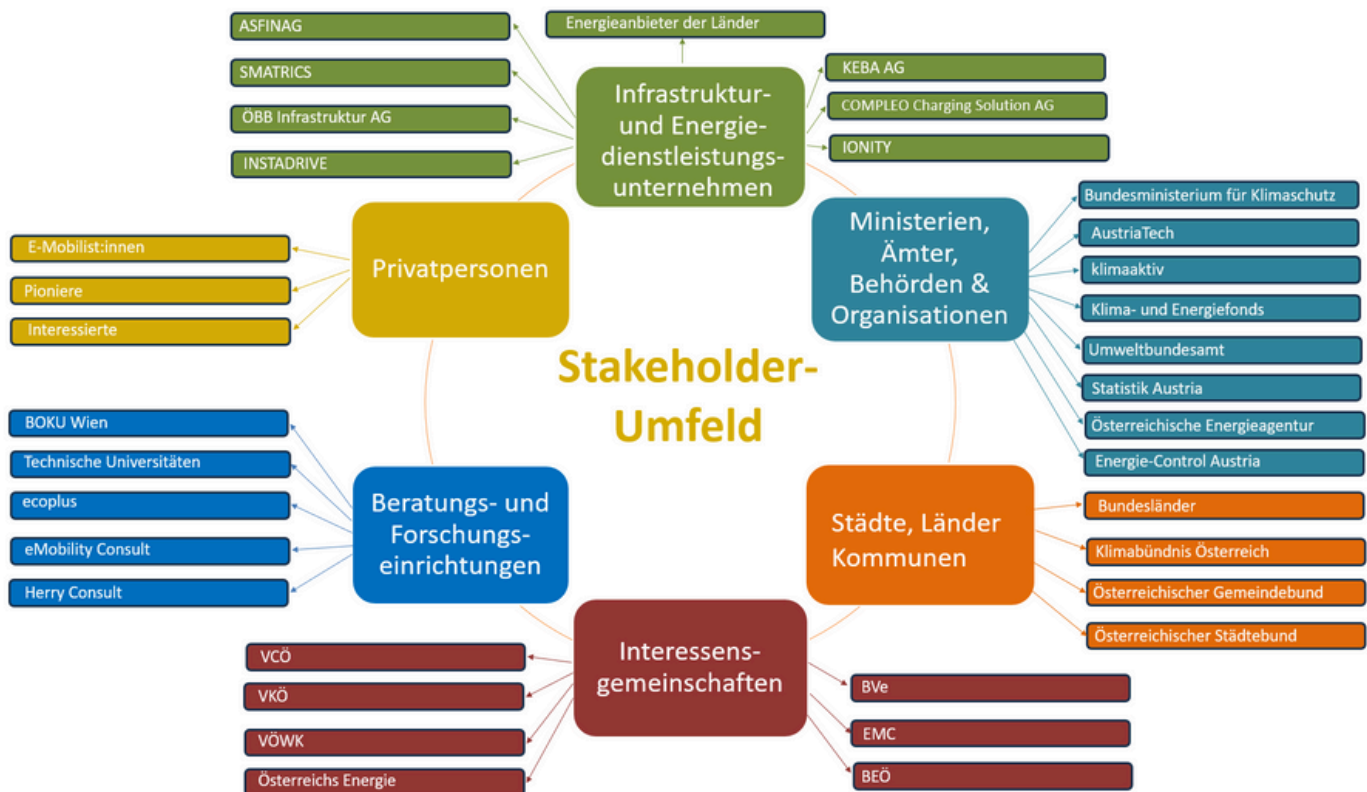 ASFINAG
SMATRICS
ÖBB Infrastruktur AG
INSTADRIVE
Energieanbieter der Länder
Infrastruktur-
und Energie-
dienstleistungs-
unternehmen
KEBA AG
COMPLEO Charging Solution AG
IONITY
E-Mobilist:innen
Pioniere
Interessierte
Privatpersonen
Ministerien,
Ämter,
Behörden &
Organisationen
Bundesministerium für Klimaschutz
AustriaTech
klimaaktiv
Klima- und Energiefonds
Umweltbundesamt
Statistik Austria
Österreichische Energieagentur
Energie-Control Austria
Stakeholder-
Umfeld
BOKU Wien
Technische Universitäten
ecoplus
eMobility Consult
Herry Consult
Beratungs- und
Forschungs-
einrichtungen
Städte, Länder
Kommunen
Bundesländer
Klimabündnis Österreich
Österreichischer Gemeindebund
Österreichischer Städtebund
VCÖ
VKÖ
VÖWK
Österreichs Energie
Interessens-
gemeinschaften
BVe
EMC
BEÖ